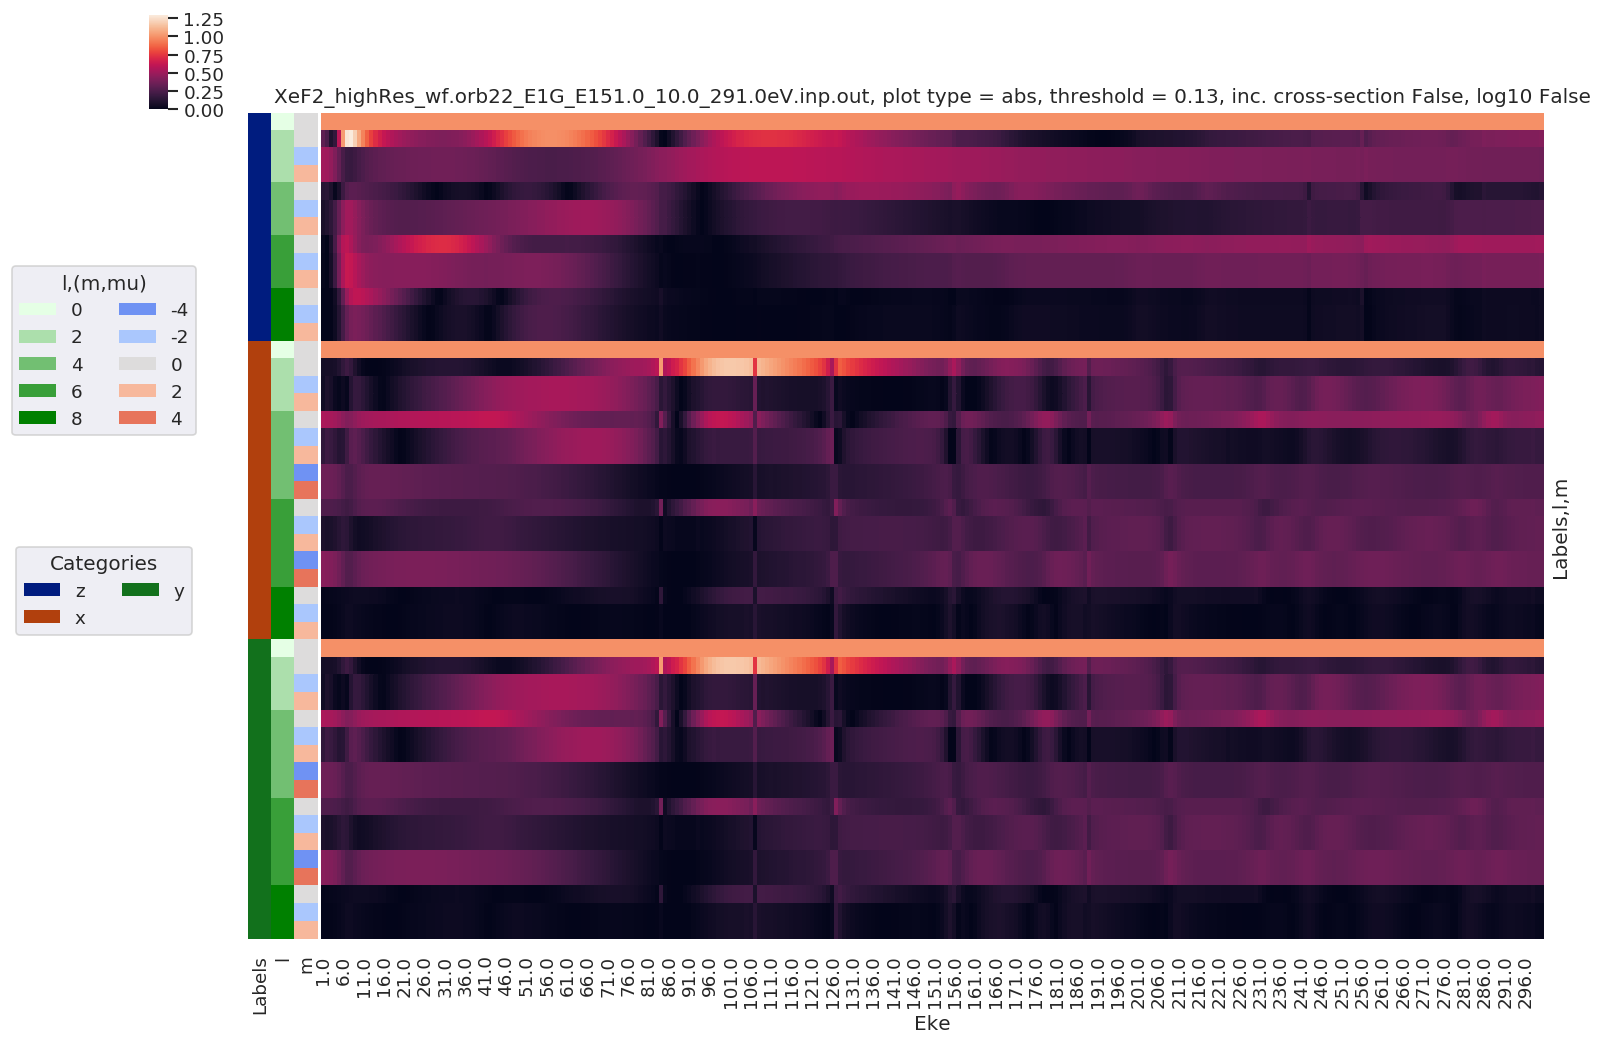 1.25
1.00
0.75
0.50
0.25
0.00
XeF2_highRes_wf.orb22_E1G_E151.0_10.0_291.0eV.inp.out, plot type = abs, threshold = 0.13, inc. cross-section False, log10 False
l,(m,mu)
0 -4
2 -2
4 0
6 2
8 4
Categories
z y
x
Labels,l,m
Labels l m 1.0 6.0 11.0 16.0 21.0 26.0 31.0 36.0 41.0 46.0 51.0 56.0 61.0 66.0 71.0 76.0 81.0 86.0 91.0 96.0 101.0 106.0 111.0 116.0 121.0 126.0 131.0 136.0 141.0 146.0 151.0 156.0 161.0 166.0 171.0 176.0 181.0 186.0 191.0 196.0 201.0 206.0 211.0 216.0 221.0 226.0 231.0 236.0 241.0 246.0 251.0 256.0 261.0 266.0 271.0 276.0 281.0 286.0 291.0 296.0
Eke